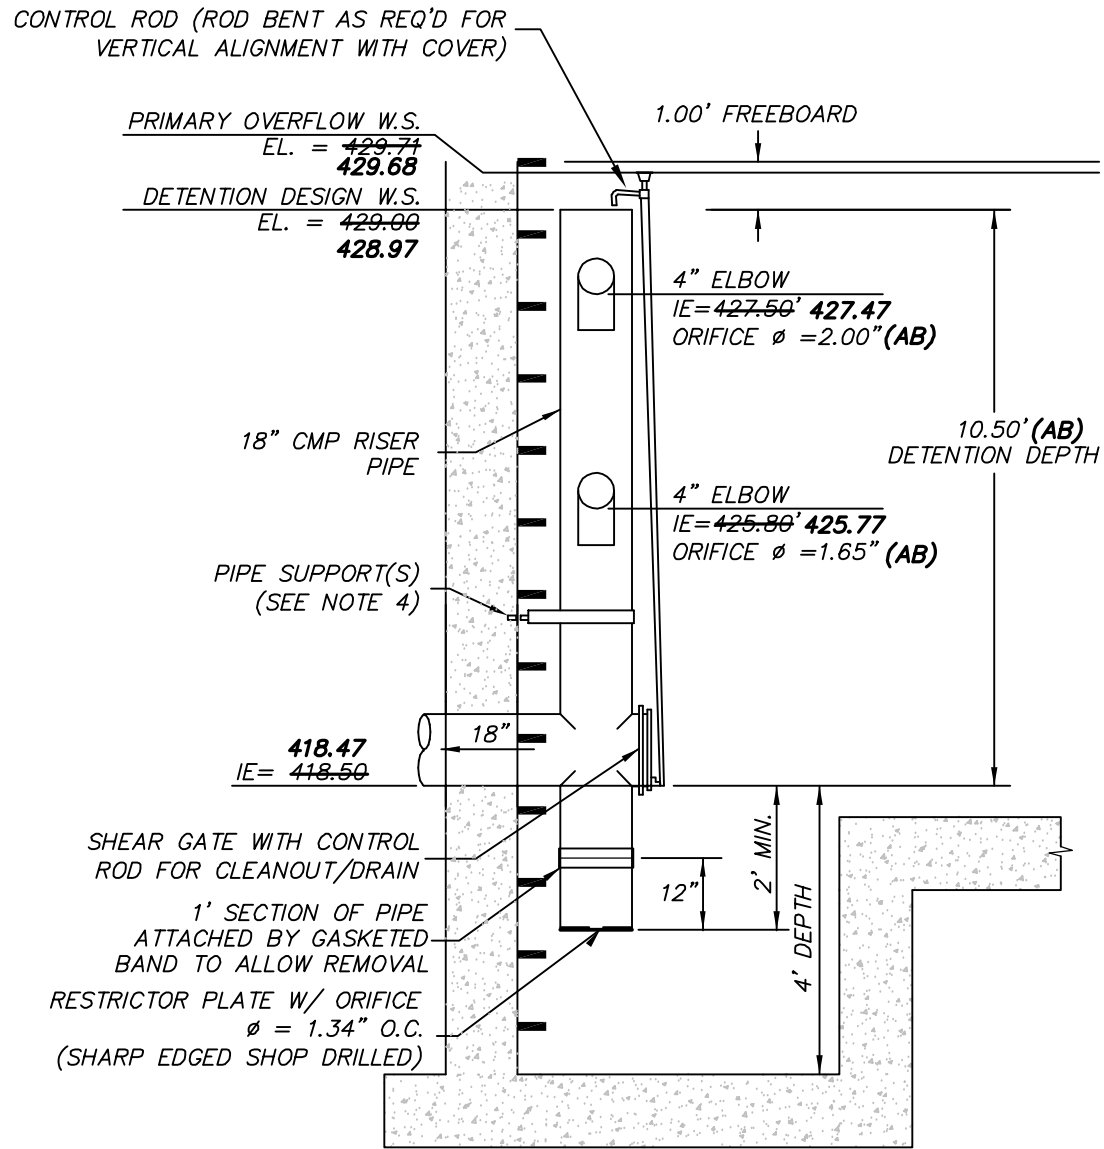 CONTROL ROD (ROD BENT AS REQ'D FOR
VERTICAL ALIGNMENT WITH COVER)
1.00' FREEBOARD
PRIMARY OVERFLOW W.S.
EL. = 429.71
429.68
DETENTION DESIGN W.S.
EL. = 429.00
428.97
4" ELBOW
IE=427.50' 427.47
ORIFICE ø =2.00" (AB)
18" CMP RISER
PIPE
10.50' (AB)
DETENTION DEPTH
4" ELBOW
IE=425.80' 425.77
ORIFICE ø =1.65" (AB)
PIPE SUPPORT(S)
(SEE NOTE 4)
18"
418.47
IE= 418.50
SHEAR GATE WITH CONTROL
ROD FOR CLEANOUT/DRAIN
2' MIN.
12"
4' DEPTH
1' SECTION OF PIPE
ATTACHED BY GASKETED
BAND TO ALLOW REMOVAL
RESTRICTOR PLATE W/ ORIFICE
ø = 1.34" O.C.
(SHARP EDGED SHOP DRILLED)